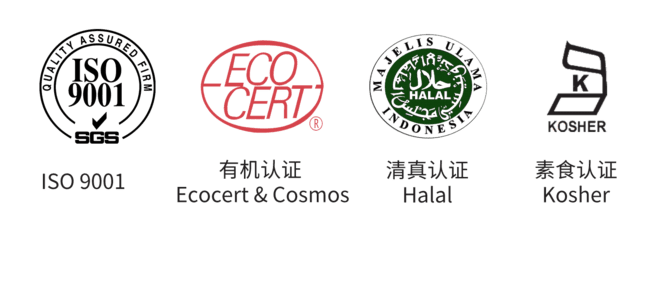 QUALITY ASSURED FIRM
ISO
9001
SGS
ECO
CERT
®
MAJELIS ULAMA
حلال
HALAL
INDONESIA
K
KOSHER
ISO 9001
有机认证
Ecocert & Cosmos
清真认证
Halal
素食认证
Kosher